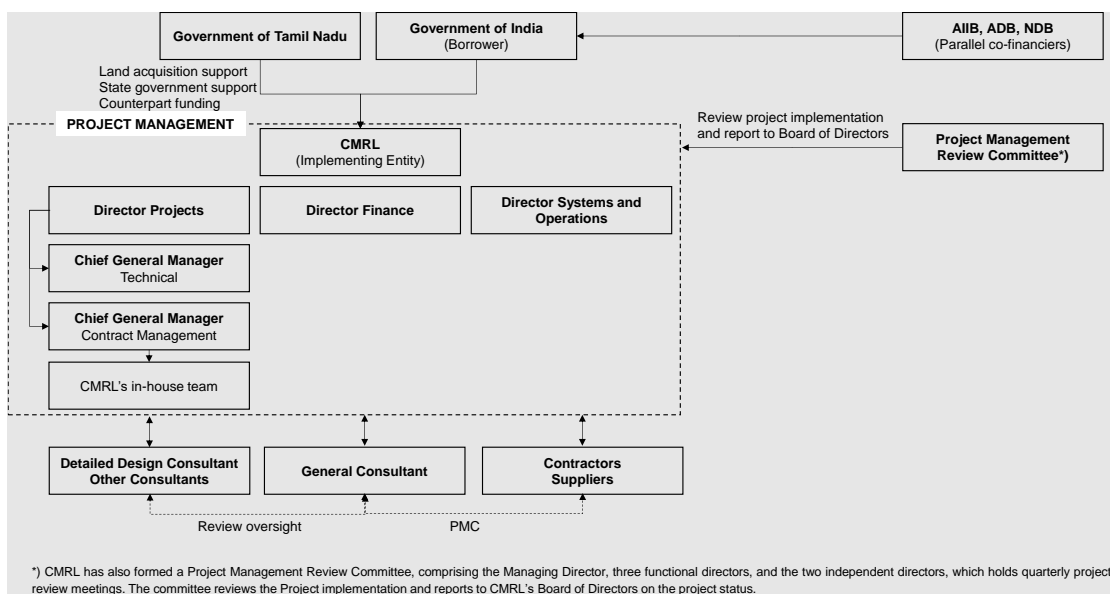 Government of Tamil Nadu
Government of India
(Borrower)
AIIB, ADB, NDB
(Parallel co-financiers)
Land acquisition support
State government support
Counterpart funding
PROJECT MANAGEMENT
CMRL
(Implementing Entity)
Review project implementation
and report to Board of Directors
Project Management
Review Committee*)
Director Projects
Director Finance
Director Systems and
Operations
Chief General Manager
Technical
Chief General Manager
Contract Management
CMRL's in-house team
Detailed Design Consultant
Other Consultants
General Consultant
Contractors
Suppliers
Review oversight
PMC
*) CMRL has also formed a Project Management Review Committee, comprising the Managing Director, three functional directors, and the two independent directors, which holds quarterly project
review meetings. The committee reviews the Project implementation and reports to CMRL's Board of Directors on the project status.